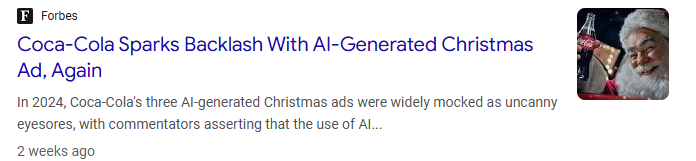 Forbes
Coca-Cola Sparks Backlash With AI-Generated Christmas
Ad, Again
In 2024, Coca-Cola's three AI-generated Christmas ads were widely mocked as uncanny
eyesores, with commentators asserting that the use of AI...
2 weeks ago